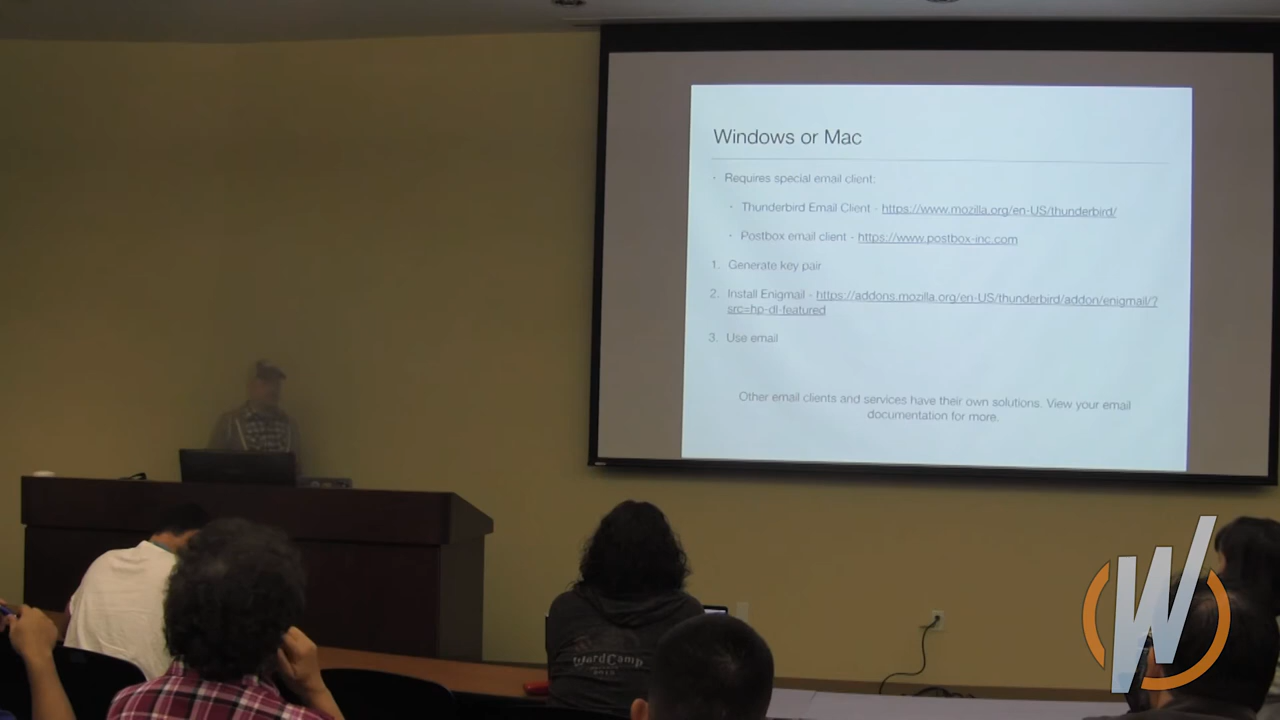 Windows or Mac
· Requires special email client:
· Thunderbird Email Client - https://www.mozilla.org/en-US/thunderbird/
· Postbox email client - https://www.postbox-inc.com
1. Generate key pair
2. Install Enigmail - https://addons.mozilla.org/en-US/thunderbird/addon/enigmail/?
src=hp-dl-featured
3. Use email
Other email clients and services have their own solutions. View your email
documentation for more.
WordCamp
W